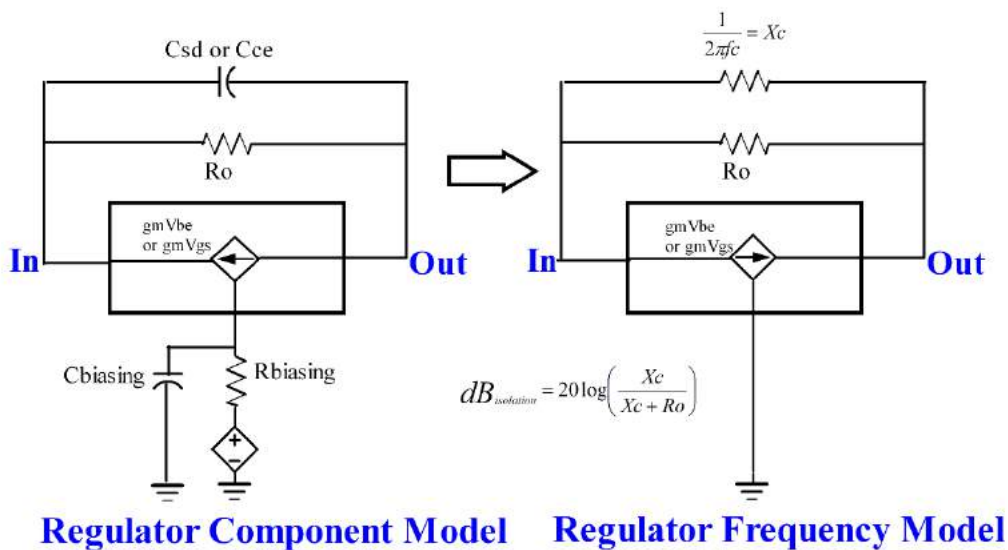 Csd or Cce
Ro
gmVbe
or gmVgs
In
Out
Cbiasing
Rbiasing
+
-
Regulator Component Model
1/2πfc = Xc
Ro
gmVbe
or gmVgs
In
Out
dB isolation = 20log(Xc/Xc + Ro)
Regulator Frequency Model